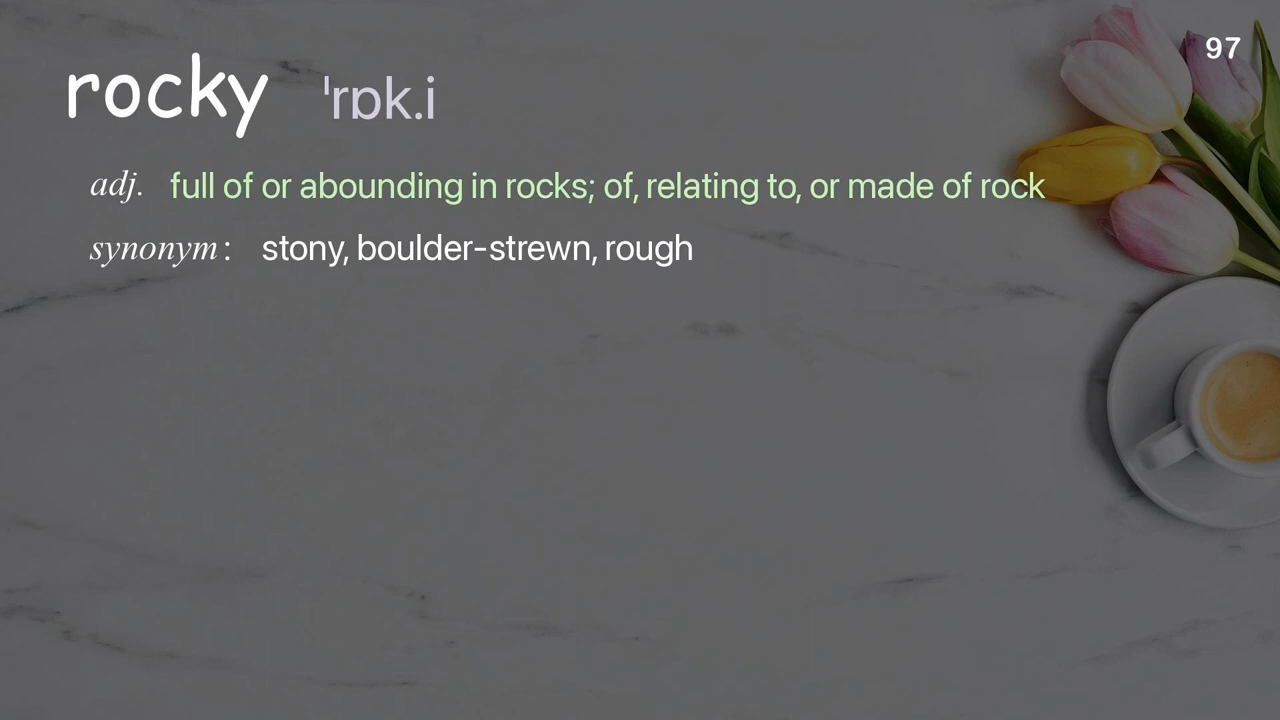 97
rocky ˈrɒk.i
adj. full of or abounding in rocks; of, relating to, or made of rock
synonym: stony, boulder-strewn, rough